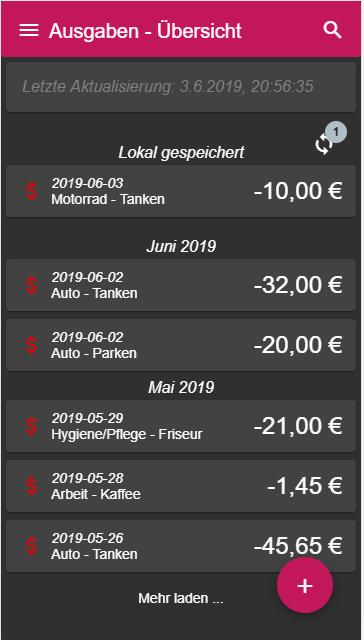 Ausgaben - Übersicht
Letzte Aktualisierung: 3.6.2019, 20:56:35
1
Lokal gespeichert
2019-06-03
Motorrad - Tanken
-10,00 €
Juni 2019
2019-06-02
Auto - Tanken
-32,00 €
2019-06-02
Auto - Parken
-20,00 €
Mai 2019
2019-05-29
Hygiene/Pflege - Friseur
-21,00 €
2019-05-28
Arbeit - Kaffee
-1,45 €
2019-05-26
Auto - Tanken
-45,65 €
Mehr laden ...